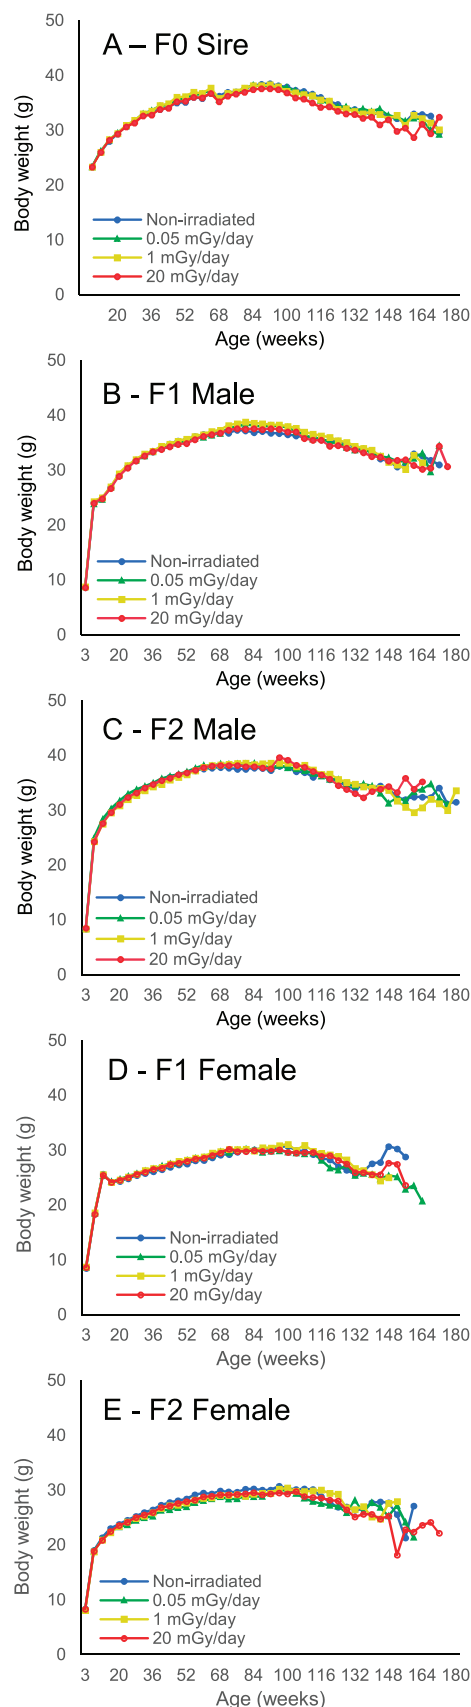 A – F0 Sire
Body weight (g)
50
40
30
20
10
0
Non-irradiated
0.05 mGy/day
1 mGy/day
20 mGy/day
20 36 52 68 84 100 116 132 148 164 180
Age (weeks)
B - F1 Male
Body weight (g)
50
40
30
20
10
0
Non-irradiated
0.05 mGy/day
1 mGy/day
20 mGy/day
3 20 36 52 68 84 100 116 132 148 164 180
Age (weeks)
C - F2 Male
Body weight (g)
50
40
30
20
10
0
Non-irradiated
0.05 mGy/day
1 mGy/day
20 mGy/day
3 20 36 52 68 84 100 116 132 148 164 180
Age (weeks)
D - F1 Female
Body weight (g)
50
40
30
20
10
0
Non-irradiated
0.05 mGy/day
1 mGy/day
20 mGy/day
3 20 36 52 68 84 100 116 132 148 164 180
Age (weeks)
E - F2 Female
Body weight (g)
50
40
30
20
10
0
Non-irradiated
0.05 mGy/day
1 mGy/day
20 mGy/day
3 20 36 52 68 84 100 116 132 148 164 180
Age (weeks)